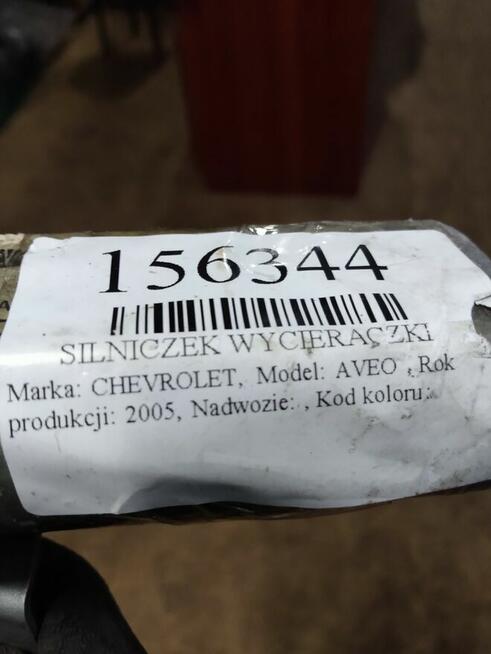 156344
SILNICZEK WYCIERACZKI
Marka: CHEVROLET, Model: AVEO , Rok
produkcji: 2005, Nadwozie: , Kod koloru: